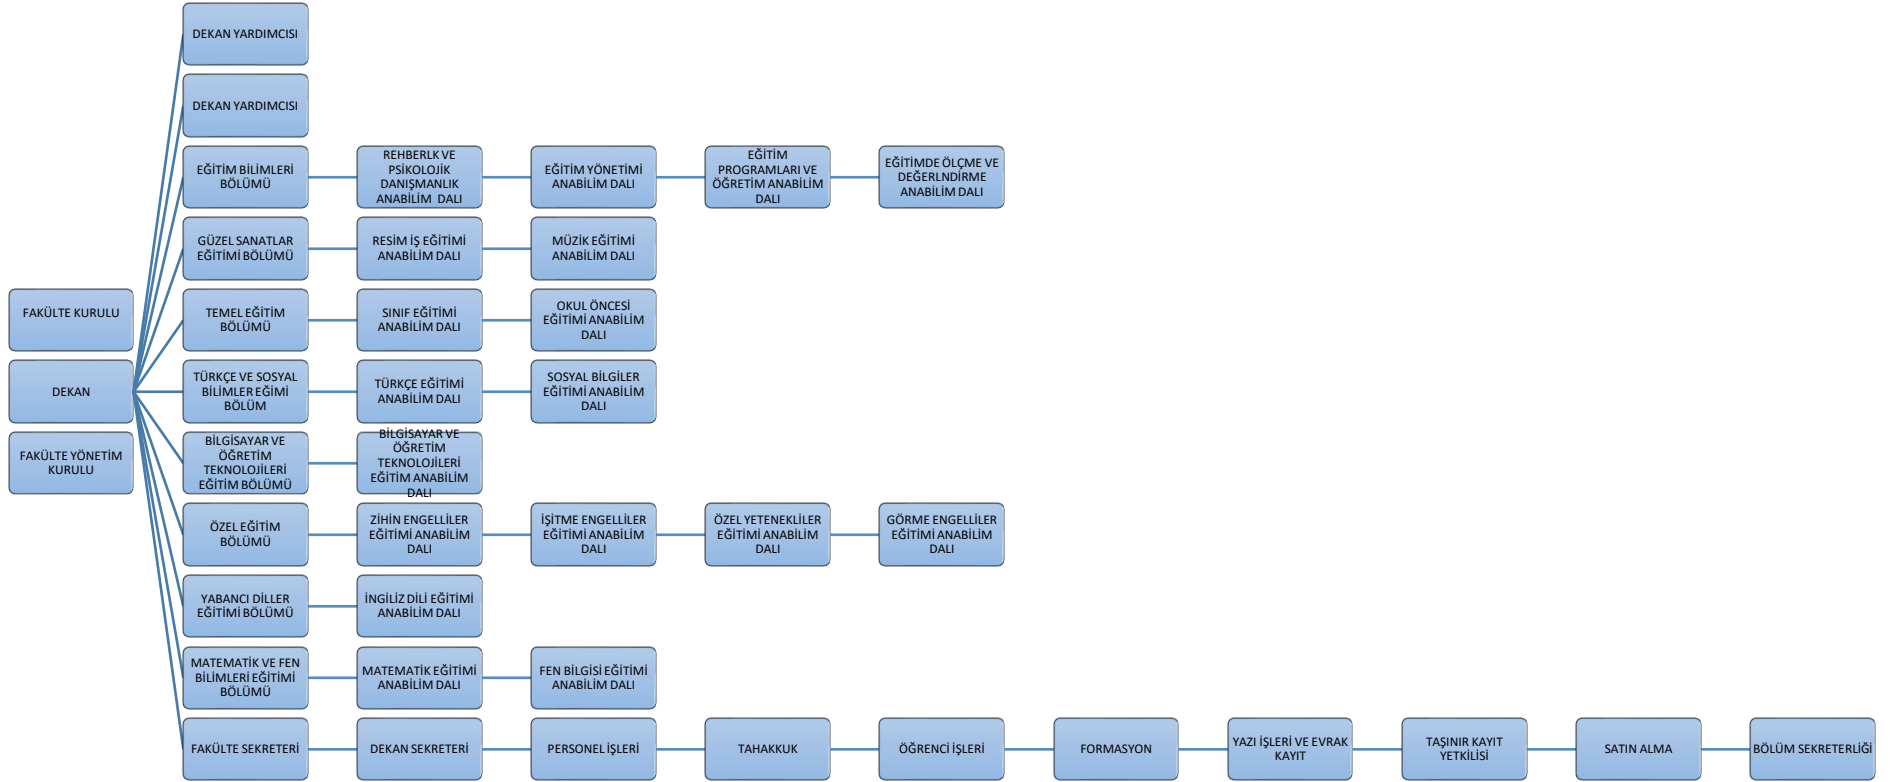 DEKAN YARDIMCISI
DEKAN YARDIMCISI
EĞİTİM BİLİMLERİ
BÖLÜMÜ
REHBERLK VE
PSİKOLOJİK
DANIŞMANLIK
ANABİLİM DALI
EĞİTİM YÖNETİMİ
ANABİLİM DALI
EĞİTİM
PROGRAMLARI VE
ÖĞRETİM ANABİLİM
DALI
EĞİTİMDE ÖLÇME VE
DEĞERLNDİRME
ANABİLİM DALI
GÜZEL SANATLAR
EĞİTİMİ BÖLÜMÜ
RESİM İŞ EĞİTİMİ
ANABİLİM DALI
MÜZİK EĞİTİMİ
ANABİLİM DALI
FAKÜLTE KURULU
TEMEL EĞİTİM
BÖLÜMÜ
SINIF EĞİTİMİ
ANABİLİM DALI
OKUL ÖNCESİ
EĞİTİMİ ANABİLİM
DALI
DEKAN
TÜRKÇE VE SOSYAL
BİLİMLER EĞİMİ
BÖLÜM
TÜRKÇE EĞİTİMİ
ANABİLİM DALI
SOSYAL BİLGİLER
EĞİTİMİ ANABİLİM
DALI
FAKÜLTE YÖNETİM
KURULU
BİLGİSAYAR VE
ÖĞRETİM
TEKNOLOJİLERİ
EĞİTİM BÖLÜMÜ
BİLGİSAYAR VE
ÖĞRETİM
TEKNOLOJİLERİ
EĞİTİM ANABİLİM
DALI
ÖZEL EĞİTİM
BÖLÜMÜ
ZİHİN ENGELLİLER
EĞİTİMİ ANABİLİM
DALI
İŞİTME ENGELLİLER
EĞİTİMİ ANABİLİM
DALI
ÖZEL YETENEKLİLER
EĞİTİMİ ANABİLİM
DALI
GÖRME ENGELLİLER
EĞİTİMİ ANABİLİM
DALI
YABANCI DİLLER
EĞİTİMİ BÖLÜMÜ
İNGİLİZ DİLİ EĞİTİMİ
ANABİLİM DALI
MATEMATİK VE FEN
BİLİMLERİ EĞİTİMİ
BÖLÜMÜ
MATEMATİK EĞİTİMİ
ANABİLİM DALI
FEN BİLGİSİ EĞİTİMİ
ANABİLİM DALI
FAKÜLTE SEKRETERİ
DEKAN SEKRETERİ
PERSONEL İŞLERİ
TAHAKKUK
ÖĞRENCİ İŞLERİ
FORMASYON
YAZI İŞLERİ VE EVRAK
KAYIT
TAŞINIR KAYIT
YETKİLİSİ
SATIN ALMA
BÖLÜM SEKRETERLİĞİ